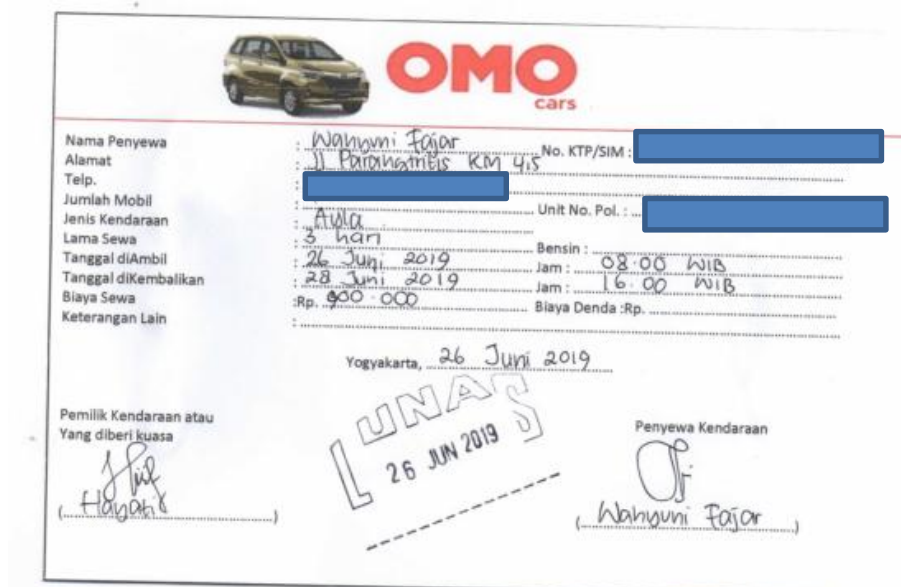 OMO
cars
Nama Penyewa : Wahyuni Fajar No. KTP/SIM :
Alamat : Jl Parangtritis KM 4,5
Telp. :
Jumlah Mobil : Unit No. Pol. :
Jenis Kendaraan : Ayla
Lama Sewa : 3 hari Bensin :
Tanggal diAmbil : 26 Juni 2019 Jam : 08.00 WIB
Tanggal diKembalikan : 28 Juni 2019 Jam : 16.00 WIB
Biaya Sewa :Rp. 900.000 Biaya Denda :Rp.
Keterangan Lain :
Yogyakarta, 26 Juni 2019
LUNAS
26 JUN 2019
Pemilik Kendaraan atau
Yang diberi kuasa
Penyewa Kendaraan
( Hayati )
( Wahyuni Fajar )